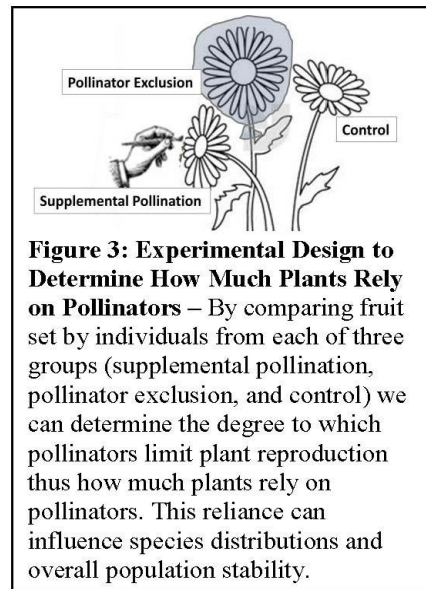 Pollinator Exclusion
Control
Supplemental Pollination
Figure 3: Experimental Design to
Determine How Much Plants Rely
on Pollinators – By comparing fruit
set by individuals from each of three
groups (supplemental pollination,
pollinator exclusion, and control) we
can determine the degree to which
pollinators limit plant reproduction
thus how much plants rely on
pollinators. This reliance can
influence species distributions and
overall population stability.